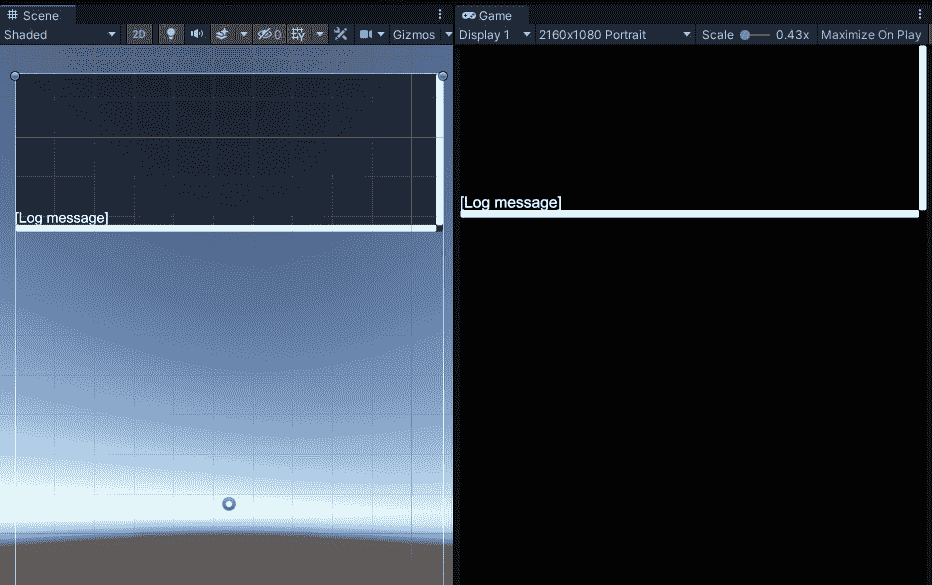 Scene
Shaded 2D 0 Gizmos
[Log message]
Game
Display 1 2160x1080 Portrait Scale 0.43x Maximize On Play
[Log message]